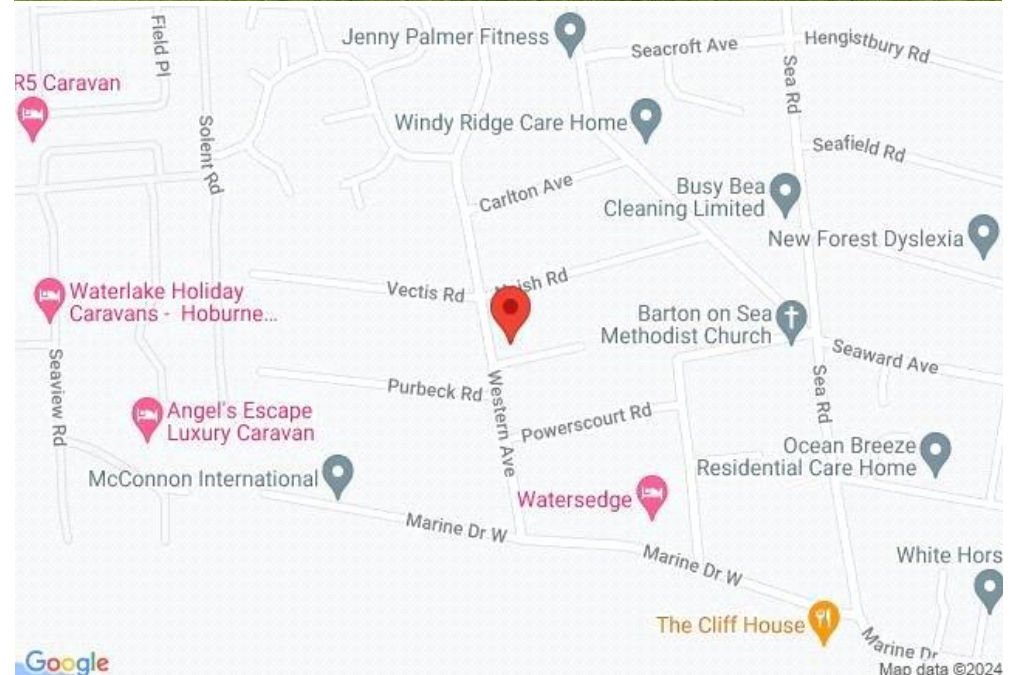 Field Pl
Jenny Palmer Fitness
Seacroft Ave
Hengistbury Rd
Sea Rd
R5 Caravan
Solent Rd
Windy Ridge Care Home
Seafield Rd
Carlton Ave
Busy Bea
Cleaning Limited
New Forest Dyslexia
Vectis Rd
Rd
Waterlake Holiday
Caravans - Hoburne...
Barton on Sea
Methodist Church
Seaward Ave
Seaview Rd
Purbeck Rd
Western Ave
Sea Rd
Angel's Escape
Luxury Caravan
Powerscourt Rd
Ocean Breeze
Residential Care Home
McConnon International
Watersedge
Marine Dr W
Marine Dr W
White Hors
The Cliff House
Marine Dr
Google
Map data ©2024